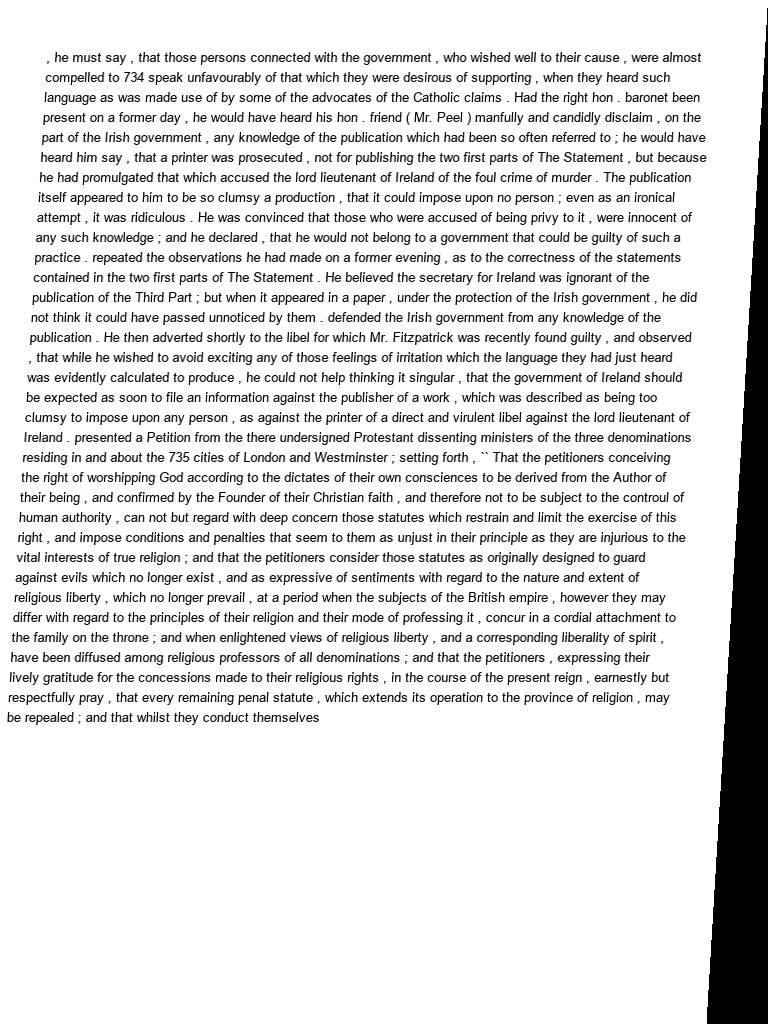 , he must say , that those persons connected with the government , who wished well to their cause , were almost
compelled to 734 speak unfavourably of that which they were desirous of supporting , when they heard such
language as was made use of by some of the advocates of the Catholic claims . Had the right hon . baronet been
present on a former day , he would have heard his hon . friend ( Mr. Peel ) manfully and candidly disclaim , on the
part of the Irish government , any knowledge of the publication which had been so often referred to ; he would have
heard him say , that a printer was prosecuted , not for publishing the two first parts of The Statement , but because
he had promulgated that which accused the lord lieutenant of Ireland of the foul crime of murder . The publication
itself appeared to him to be so clumsy a production , that it could impose upon no person ; even as an ironical
attempt , it was ridiculous . He was convinced that those who were accused of being privy to it , were innocent of
any such knowledge ; and he declared , that he would not belong to a government that could be guilty of such a
practice . repeated the observations he had made on a former evening , as to the correctness of the statements
contained in the two first parts of The Statement . He believed the secretary for Ireland was ignorant of the
publication of the Third Part ; but when it appeared in a paper , under the protection of the Irish government , he did
not think it could have passed unnoticed by them . defended the Irish government from any knowledge of the
publication . He then adverted shortly to the libel for which Mr. Fitzpatrick was recently found guilty , and observed
, that while he wished to avoid exciting any of those feelings of irritation which the language they had just heard
was evidently calculated to produce , he could not help thinking it singular , that the government of Ireland should
be expected as soon to file an information against the publisher of a work , which was described as being too
clumsy to impose upon any person , as against the printer of a direct and virulent libel against the lord lieutenant of
Ireland . presented a Petition from the there undersigned Protestant dissenting ministers of the three denominations
residing in and about the 735 cities of London and Westminster ; setting forth , `` That the petitioners conceiving
the right of worshipping God according to the dictates of their own consciences to be derived from the Author of
their being , and confirmed by the Founder of their Christian faith , and therefore not to be subject to the controul of
human authority , can not but regard with deep concern those statutes which restrain and limit the exercise of this
right , and impose conditions and penalties that seem to them as unjust in their principle as they are injurious to the
vital interests of true religion ; and that the petitioners consider those statutes as originally designed to guard
against evils which no longer exist , and as expressive of sentiments with regard to the nature and extent of
religious liberty , which no longer prevail , at a period when the subjects of the British empire , however they may
differ with regard to the principles of their religion and their mode of professing it , concur in a cordial attachment to
the family on the throne ; and when enlightened views of religious liberty , and a corresponding liberality of spirit ,
have been diffused among religious professors of all denominations ; and that the petitioners , expressing their
lively gratitude for the concessions made to their religious rights , in the course of the present reign , earnestly but
respectfully pray , that every remaining penal statute , which extends its operation to the province of religion , may
be repealed ; and that whilst they conduct themselves